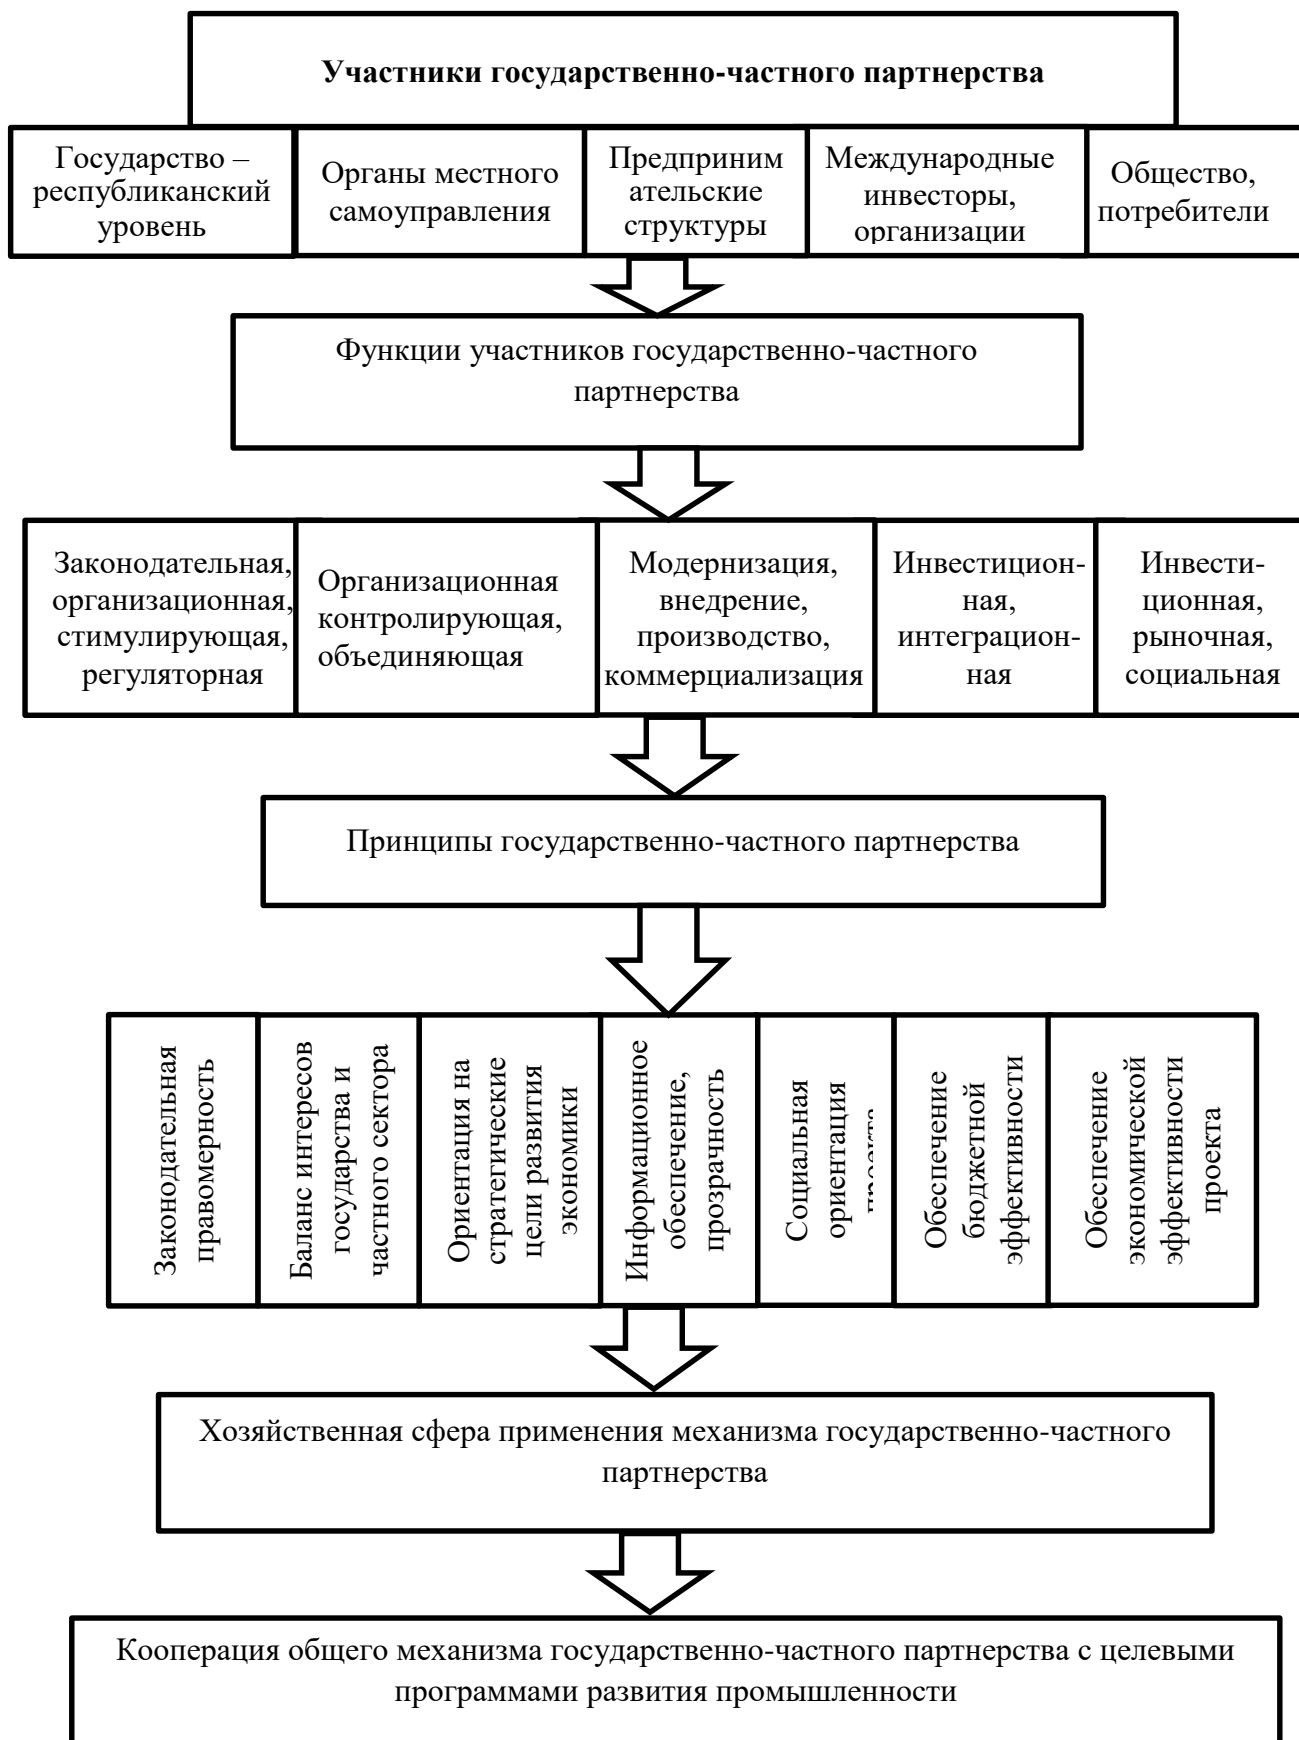 Участники государственно-частного партнерства
Государство –
республиканский
уровень
Органы местного
самоуправления
Предприним
ательские
структуры
Международные
инвесторы,
организации
Общество,
потребители
Функции участников государственно-частного
партнерства
Законодательная,
организационная,
стимулирующая,
регуляторная
Организационная
контролирующая,
объединяющая
Модернизация,
внедрение,
производство,
коммерциализация
Инвестицион-
ная,
интеграцион-
ная
Инвести-
ционная,
рыночная,
социальная
Принципы государственно-частного партнерства
Законодательная
правомерность
Баланс интересов
государства и
частного сектора
Ориентация на
стратегические
цели развития
экономики
Информационное
обеспечение,
прозрачность
Социальная
ориентация
Обеспечение
бюджетной
эффективности
Обеспечение
экономической
эффективности
проекта
Хозяйственная сфера применения механизма государственно-частного
партнерства
Кооперация общего механизма государственно-частного партнерства с целевыми
программами развития промышленности